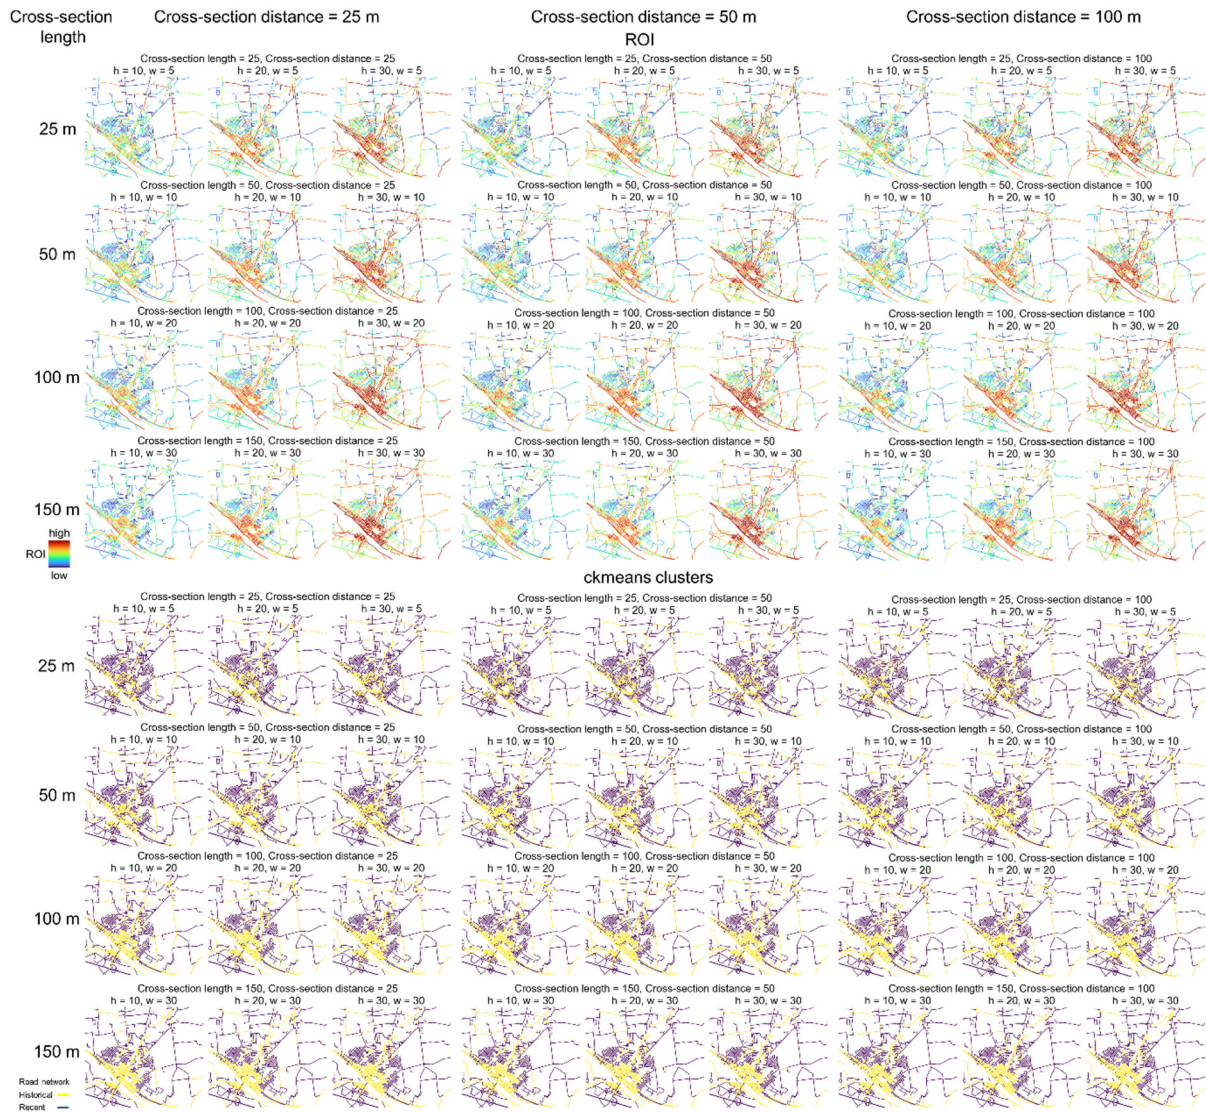 Cross-section length
Cross-section distance = 25 m
Cross-section distance = 50 m
Cross-section distance = 100 m
ROI
Cross-section length = 25, Cross-section distance = 25
Cross-section length = 25, Cross-section distance = 50
Cross-section length = 25, Cross-section distance = 100
h = 10, w = 5 h = 20, w = 5 h = 30, w = 5
h = 10, w = 5 h = 20, w = 5 h = 30, w = 5
h = 10, w = 5 h = 20, w = 5 h = 30, w = 5
25 m
Cross-section length = 50, Cross-section distance = 25
Cross-section length = 50, Cross-section distance = 50
Cross-section length = 50, Cross-section distance = 100
h = 10, w = 10 h = 20, w = 10 h = 30, w = 10
h = 10, w = 10 h = 20, w = 10 h = 30, w = 10
h = 10, w = 10 h = 20, w = 10 h = 30, w = 10
50 m
Cross-section length = 100, Cross-section distance = 25
Cross-section length = 100, Cross-section distance = 50
Cross-section length = 100, Cross-section distance = 100
h = 10, w = 20 h = 20, w = 20 h = 30, w = 20
h = 10, w = 20 h = 20, w = 20 h = 30, w = 20
h = 10, w = 20 h = 20, w = 20 h = 30, w = 20
100 m
Cross-section length = 150, Cross-section distance = 25
Cross-section length = 150, Cross-section distance = 50
Cross-section length = 150, Cross-section distance = 100
h = 10, w = 30 h = 20, w = 30 h = 30, w = 30
h = 10, w = 30 h = 20, w = 30 h = 30, w = 30
h = 10, w = 30 h = 20, w = 30 h = 30, w = 30
150 m
high
ROI
low
ckmeans clusters
Cross-section length = 25, Cross-section distance = 25
Cross-section length = 25, Cross-section distance = 50
Cross-section length = 25, Cross-section distance = 100
h = 10, w = 5 h = 20, w = 5 h = 30, w = 5
h = 10, w = 5 h = 20, w = 5 h = 30, w = 5
h = 10, w = 5 h = 20, w = 5 h = 30, w = 5
25 m
Cross-section length = 50, Cross-section distance = 25
Cross-section length = 50, Cross-section distance = 50
Cross-section length = 50, Cross-section distance = 100
h = 10, w = 10 h = 20, w = 10 h = 30, w = 10
h = 10, w = 10 h = 20, w = 10 h = 30, w = 10
h = 10, w = 10 h = 20, w = 10 h = 30, w = 10
50 m
Cross-section length = 100, Cross-section distance = 25
Cross-section length = 100, Cross-section distance = 50
Cross-section length = 100, Cross-section distance = 100
h = 10, w = 20 h = 20, w = 20 h = 30, w = 20
h = 10, w = 20 h = 20, w = 20 h = 30, w = 20
h = 10, w = 20 h = 20, w = 20 h = 30, w = 20
100 m
Cross-section length = 150, Cross-section distance = 25
Cross-section length = 150, Cross-section distance = 50
Cross-section length = 150, Cross-section distance = 100
h = 10, w = 30 h = 20, w = 30 h = 30, w = 30
h = 10, w = 30 h = 20, w = 30 h = 30, w = 30
h = 10, w = 30 h = 20, w = 30 h = 30, w = 30
150 m
Road network
Historical
Recent